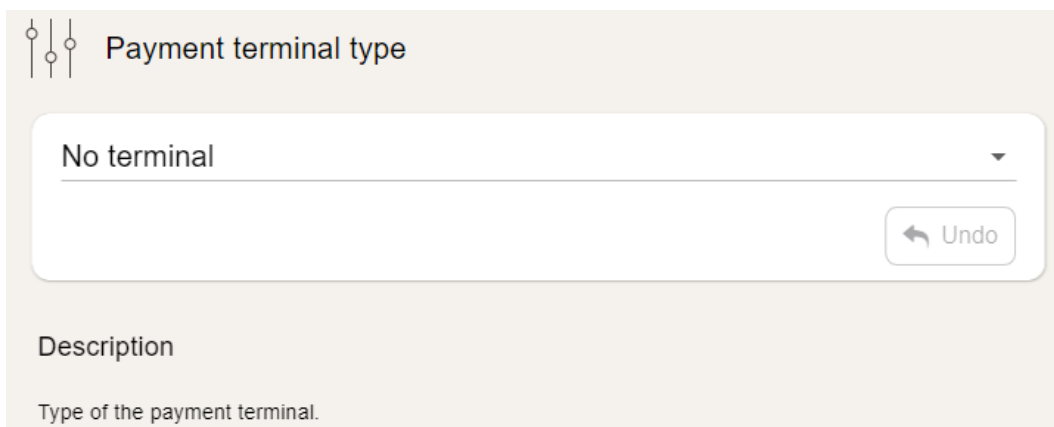 Payment terminal type
No terminal
Undo
Description
Type of the payment terminal.